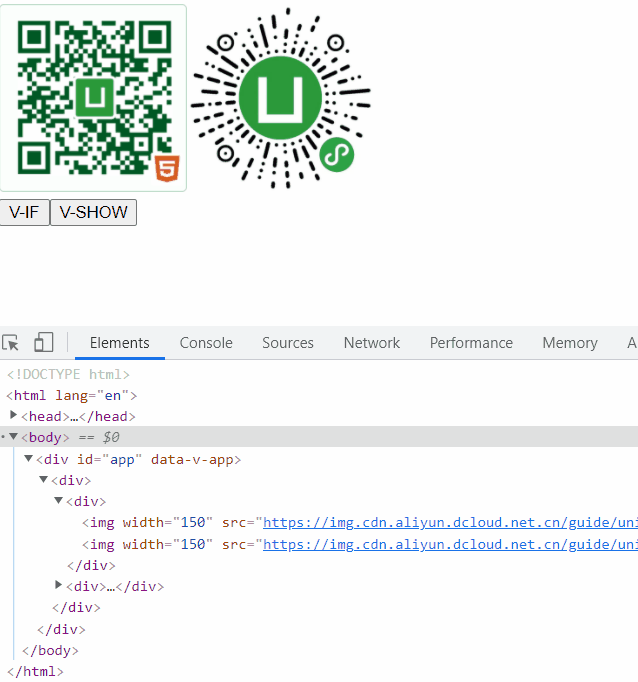 V-IF V-SHOW
Elements Console Sources Network Performance Memory A
<!DOCTYPE html>
<html lang="en">
<head>…</head>
<body> == $0
<div id="app" data-v-app>
<div>
<div>
<img width="150" src="https://img.cdn.aliyun.dcloud.net.cn/guide/uni
<img width="150" src="https://img.cdn.aliyun.dcloud.net.cn/guide/uni
</div>
<div>…</div>
</div>
</div>
</body>
</html>